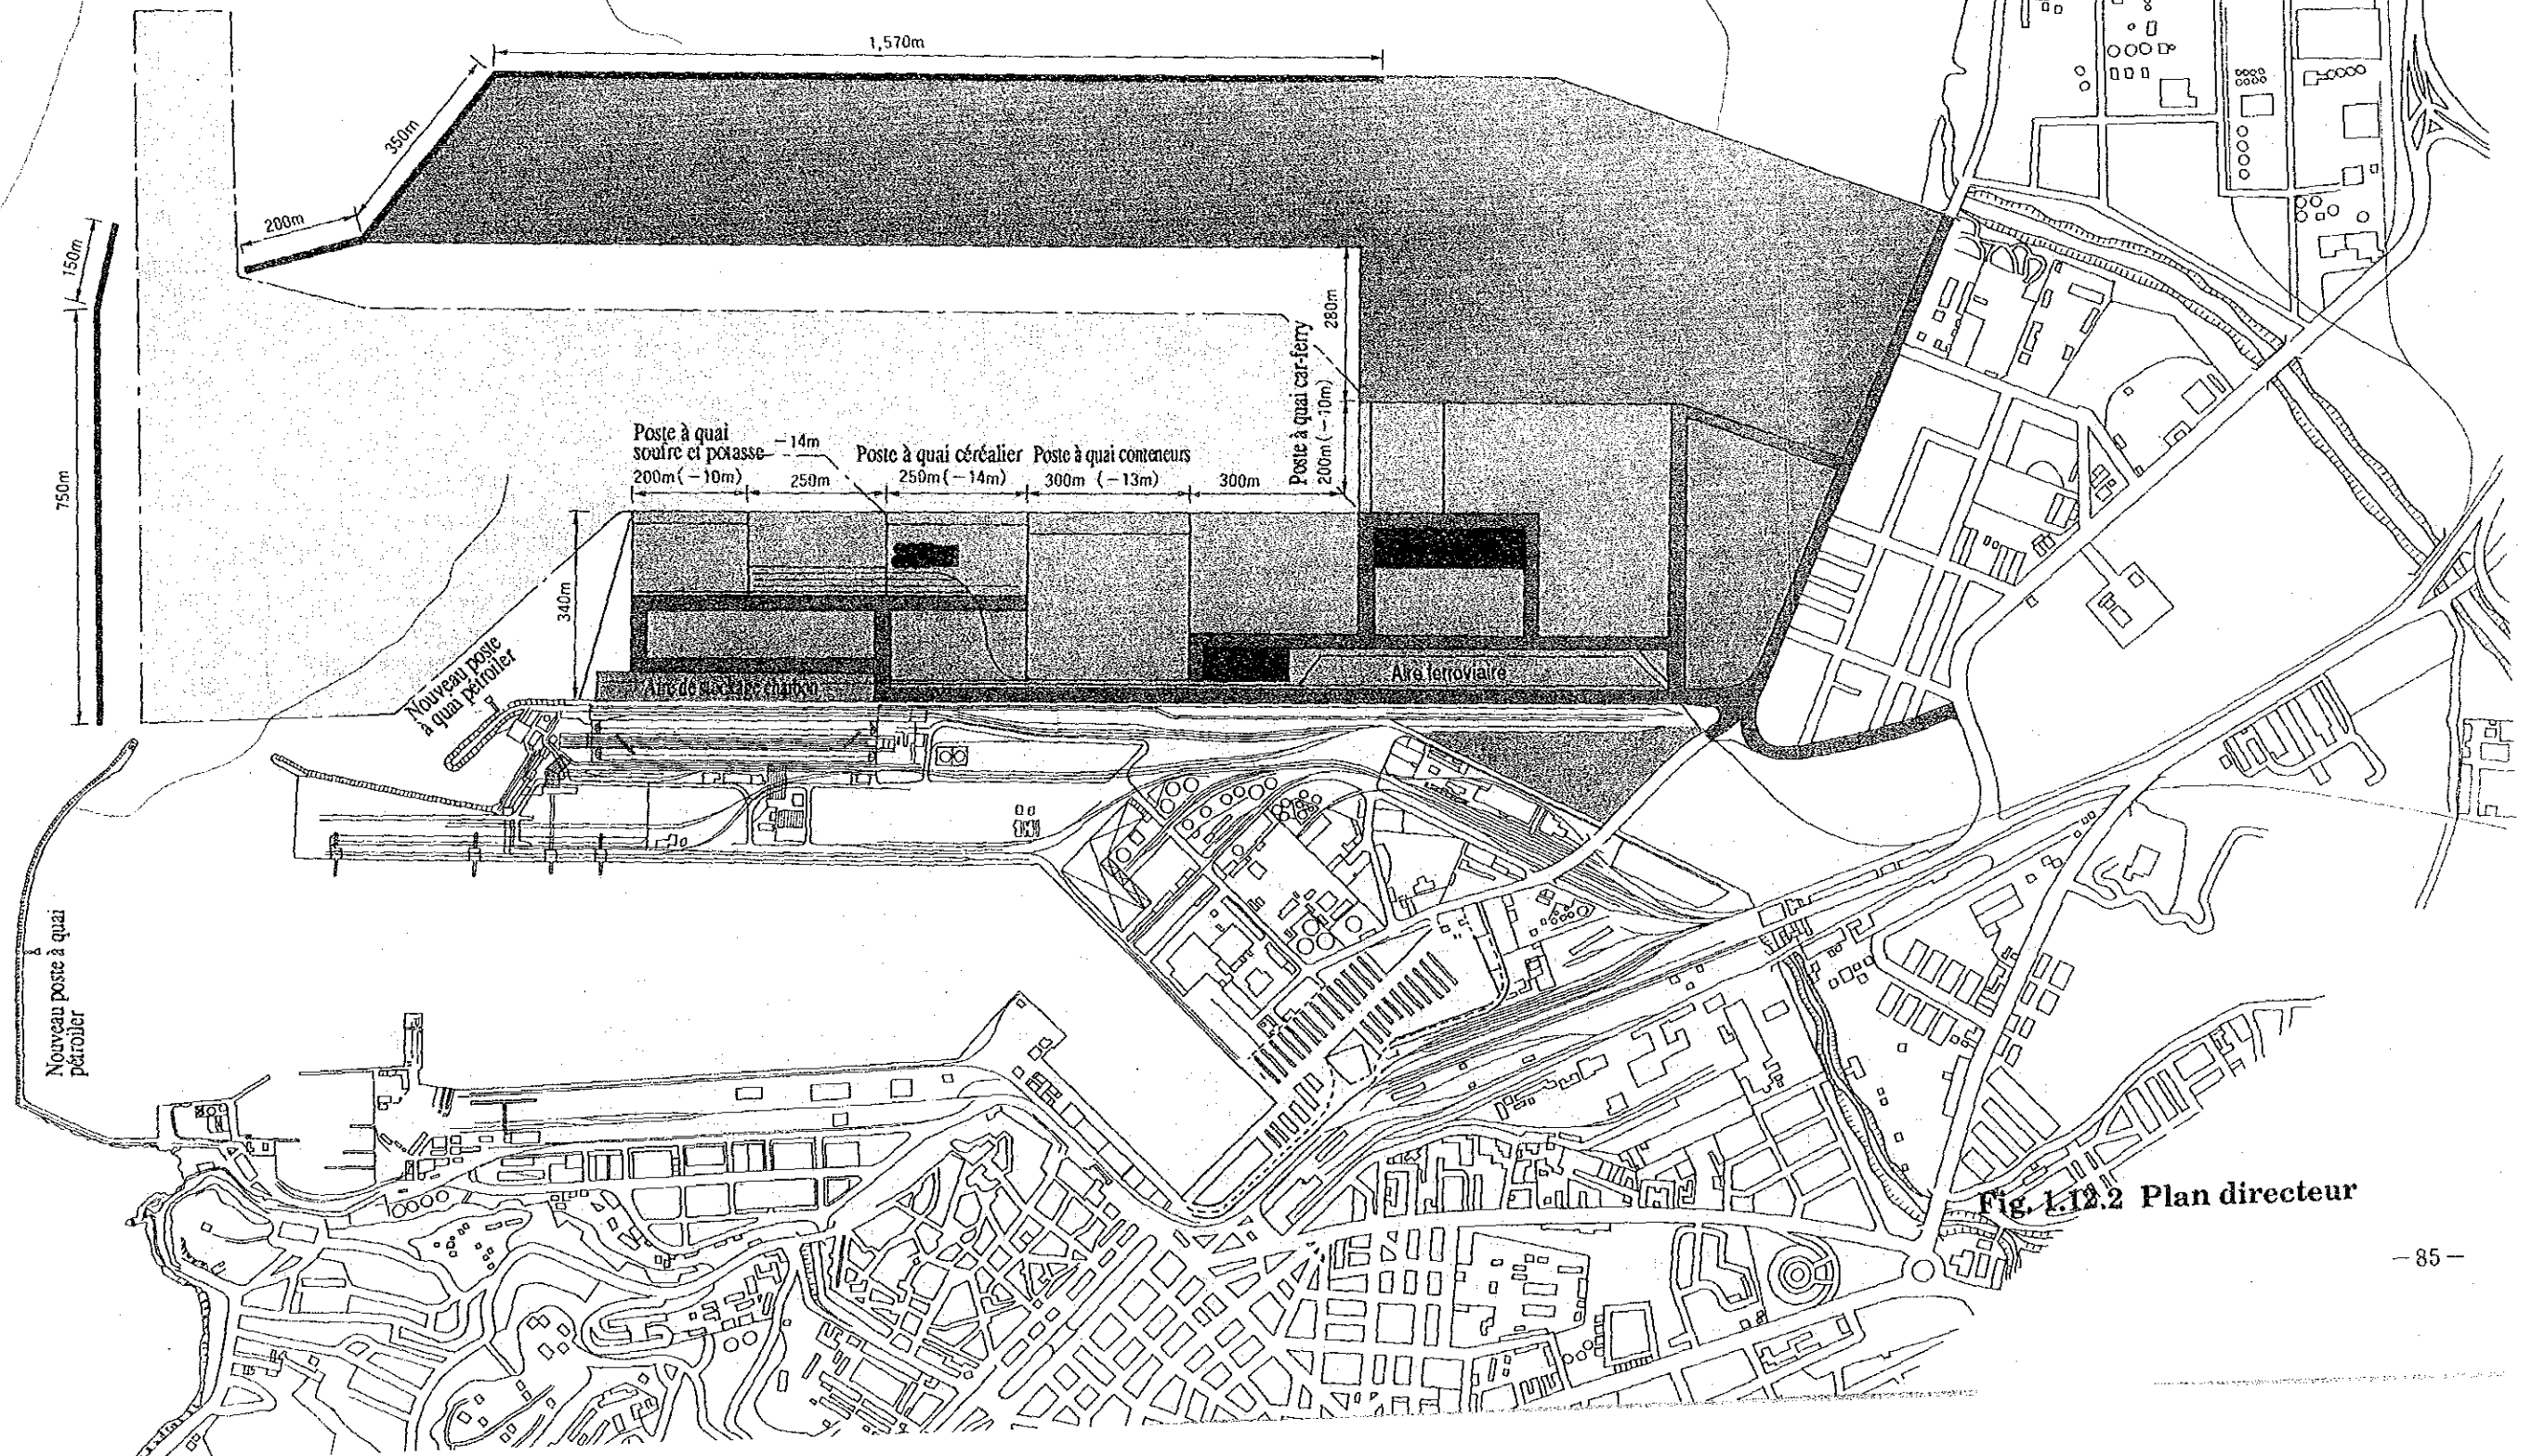 1,570m
350m
200m
150m
750m
280m
Poste à quai car-ferry
200m (−10m)
Poste à quai
soufre et potasse
−14m
200m (−10m)
250m
Poste à quai céréalier
250m (−14m)
Poste à quai conteneurs
300m (−13m)
300m
340m
Nouveau poste
à quai pétrolier
Aire de stockage charbon
Aire ferroviaire
Nouveau poste à quai
pétroller
Fig. 1.12.2 Plan directeur
−85−